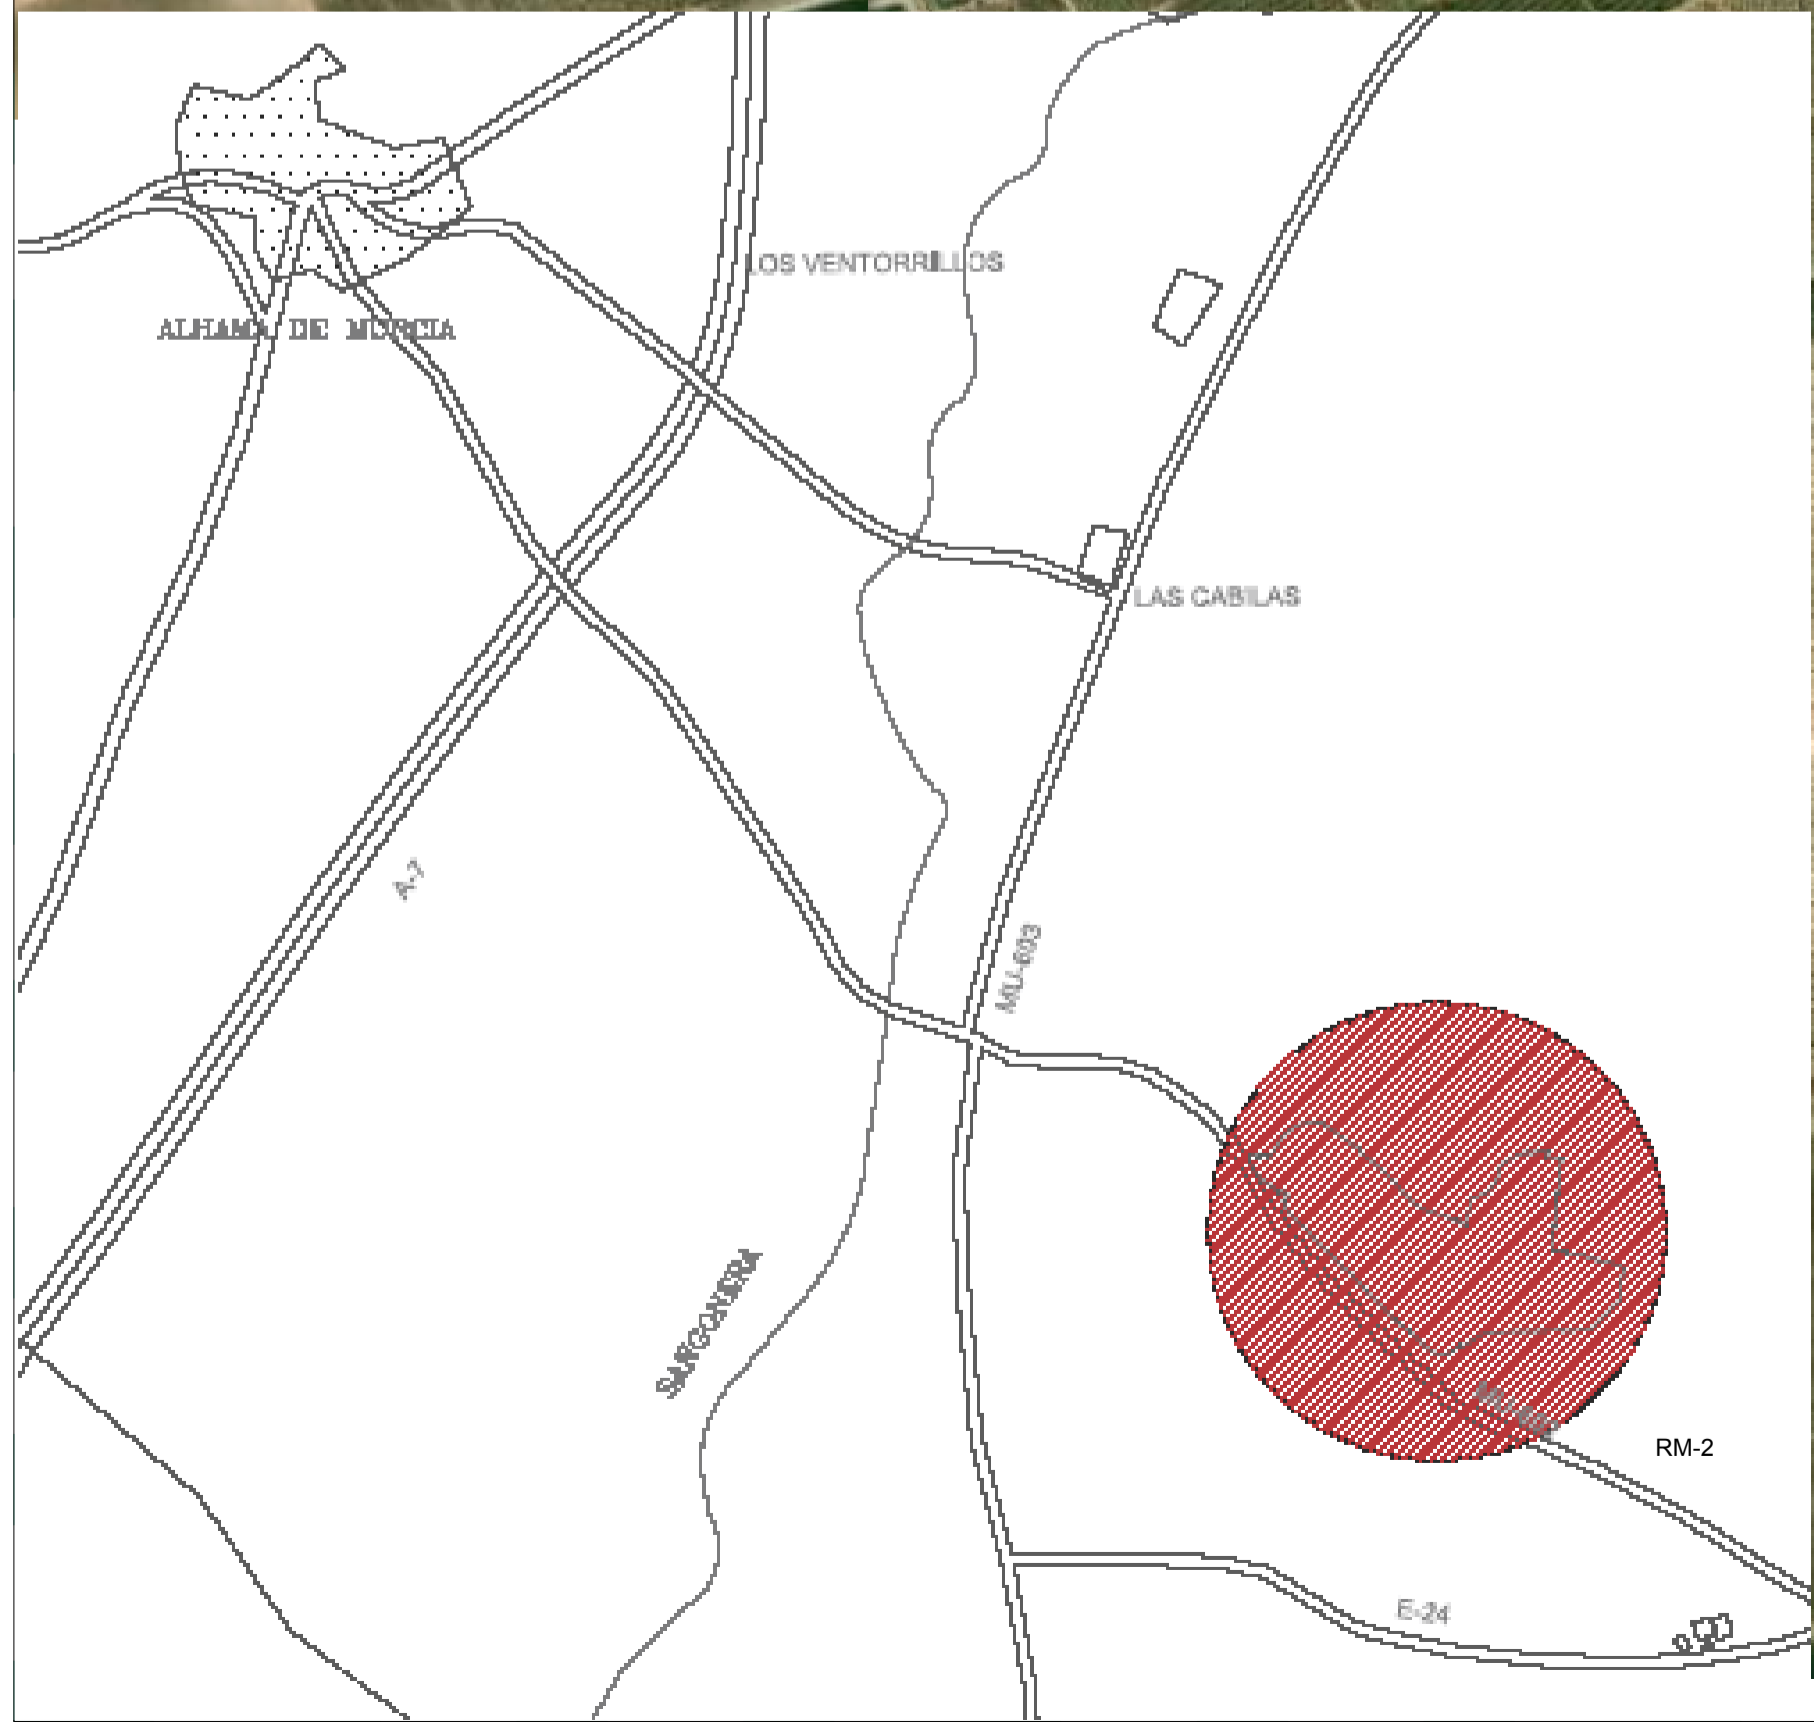 LOS VENTORRILLOS
ALHAMA DE MURCIA
LAS CABILAS
A-7
MU-603
SANGONERA
RM-2
E-24